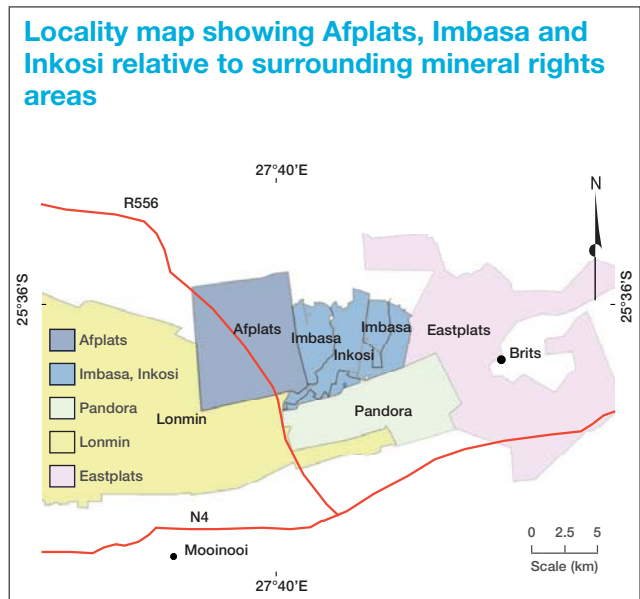 Locality map showing Afplats, Imbasa and
Inkosi relative to surrounding mineral rights
areas
27°40'E
N
R556
25°36'S
25°36'S
Afplats
Imbasa
Imbasa
Inkosi
Eastplats
Brits
Afplats
Imbasa, Inkosi
Pandora
Lonmin
Eastplats
Lonmin
Pandora
N4
Mooinooi
0 2.5 5
Scale (km)
27°40'E